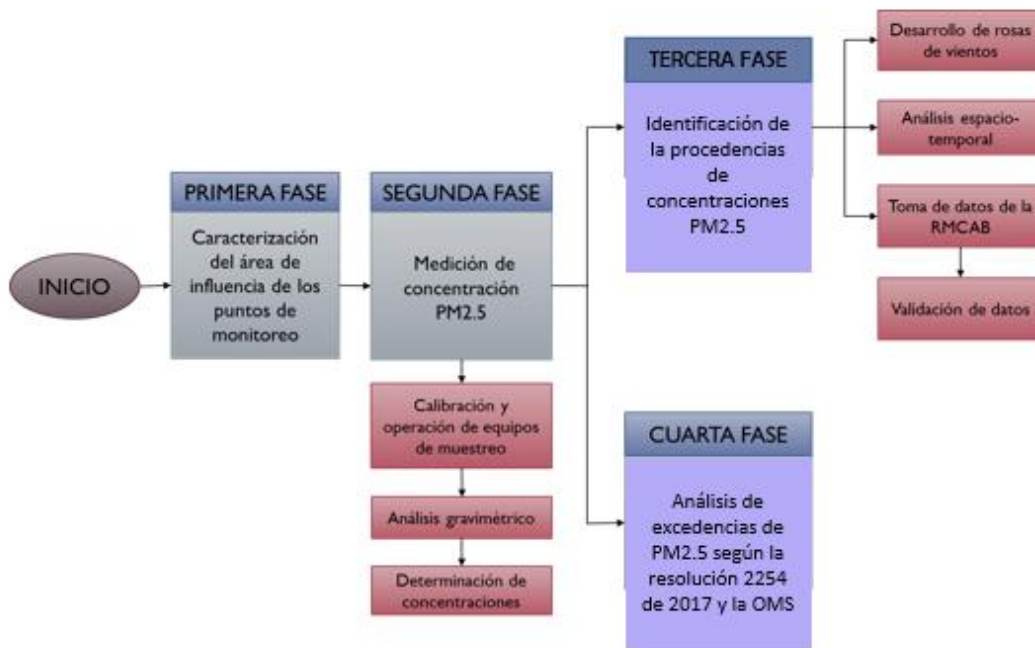 INICIO
PRIMERA FASE
Caracterización
del área de
influencia de los
puntos de
monitoreo
SEGUNDA FASE
Medición de
concentración
PM2.5
Calibración y
operación de equipos
de muestreo
Análisis gravimétrico
Determinación de
concentraciones
TERCERA FASE
Identificación de
la procedencias
de
concentraciones
PM2.5
Desarrollo de rosas
de vientos
Análisis espacio-
temporal
Toma de datos de la
RMCAB
Validación de datos
CUARTA FASE
Análisis de
excedencias de
PM2.5 según la
resolución 2254
de 2017 y la OMS